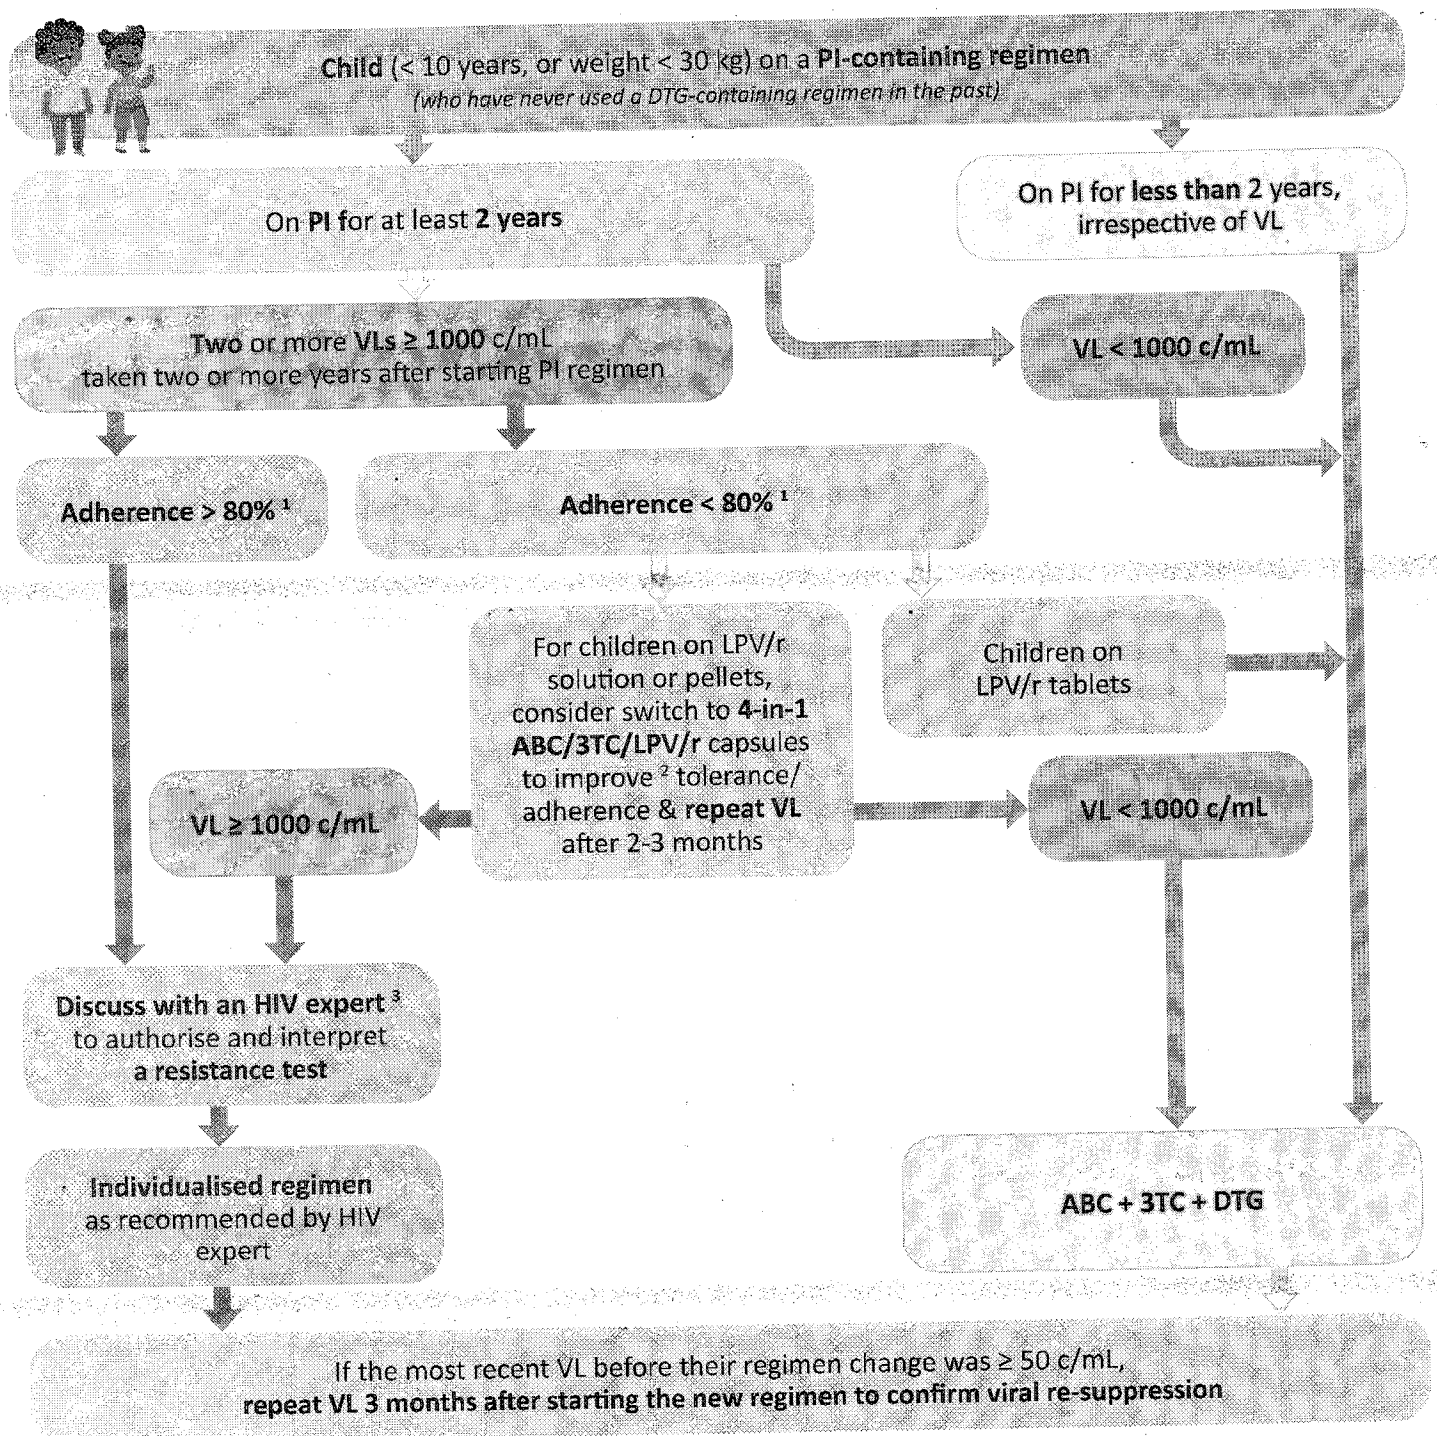 Child (< 10 years, or weight < 30 kg) on a PI-containing regimen
(who have never used a DTG-containing regimen in the past)
On PI for at least 2 years
On PI for less than 2 years,
irrespective of VL
Two or more VLs ≥ 1000 c/mL
taken two or more years after starting PI regimen
VL < 1000 c/mL
Adherence > 80% ¹
Adherence < 80% ¹
For children on LPV/r
solution or pellets,
consider switch to 4-in-1
ABC/3TC/LPV/r capsules
to improve ² tolerance/
adherence & repeat VL
after 2-3 months
Children on
LPV/r tablets
VL ≥ 1000 c/mL
VL < 1000 c/mL
Discuss with an HIV expert ³
to authorise and interpret
a resistance test
Individualised regimen
as recommended by HIV
expert
ABC + 3TC + DTG
If the most recent VL before their regimen change was ≥ 50 c/mL,
repeat VL 3 months after starting the new regimen to confirm viral re-suppression